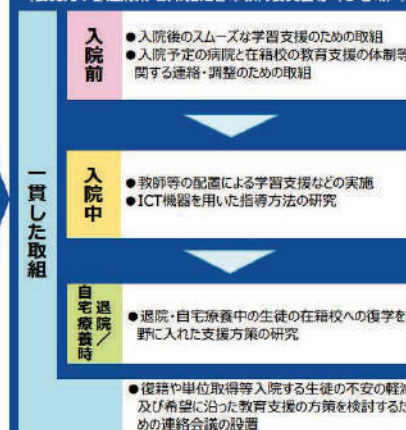 一貫した取組
入院前
●入院後のスムーズな学習支援のための取組
●入院予定の病院と在籍校の教育支援の体制等
関する連絡・調整のための取組
入院中
●教師等の配置による学習支援などの実施
●ICT機器を用いた指導方法の研究
退院/
自宅療養時
●退院・自宅療養中の生徒の在籍校への復学を
野に入れた支援方策の研究
●復籍や単位取得等入院する生徒の不安の軽減
及び希望に沿った教育支援の方策を検討するた
めの連絡会議の設置